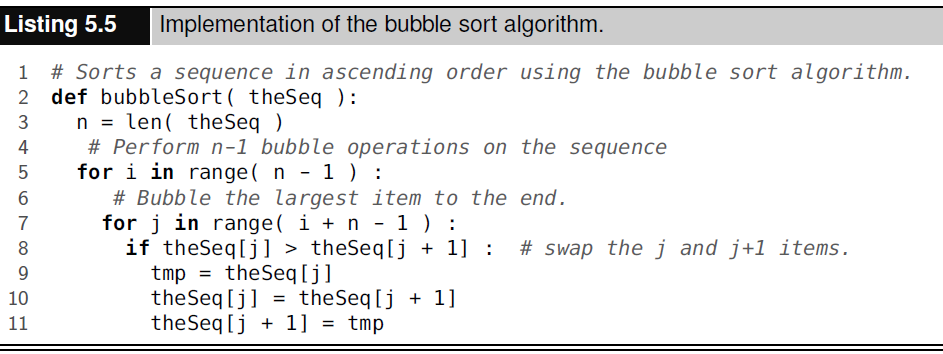 Listing 5.5 Implementation of the bubble sort algorithm.
1 # Sorts a sequence in ascending order using the bubble sort algorithm.
2 def bubbleSort( theSeq ):
3 n = len( theSeq )
4 # Perform n-1 bubble operations on the sequence
5 for i in range( n - 1 ) :
6 # Bubble the largest item to the end.
7 for j in range( i + n - 1 ) :
8 if theSeq[j] > theSeq[j + 1] : # swap the j and j+1 items.
9 tmp = theSeq[j]
10 theSeq[j] = theSeq[j + 1]
11 theSeq[j + 1] = tmp